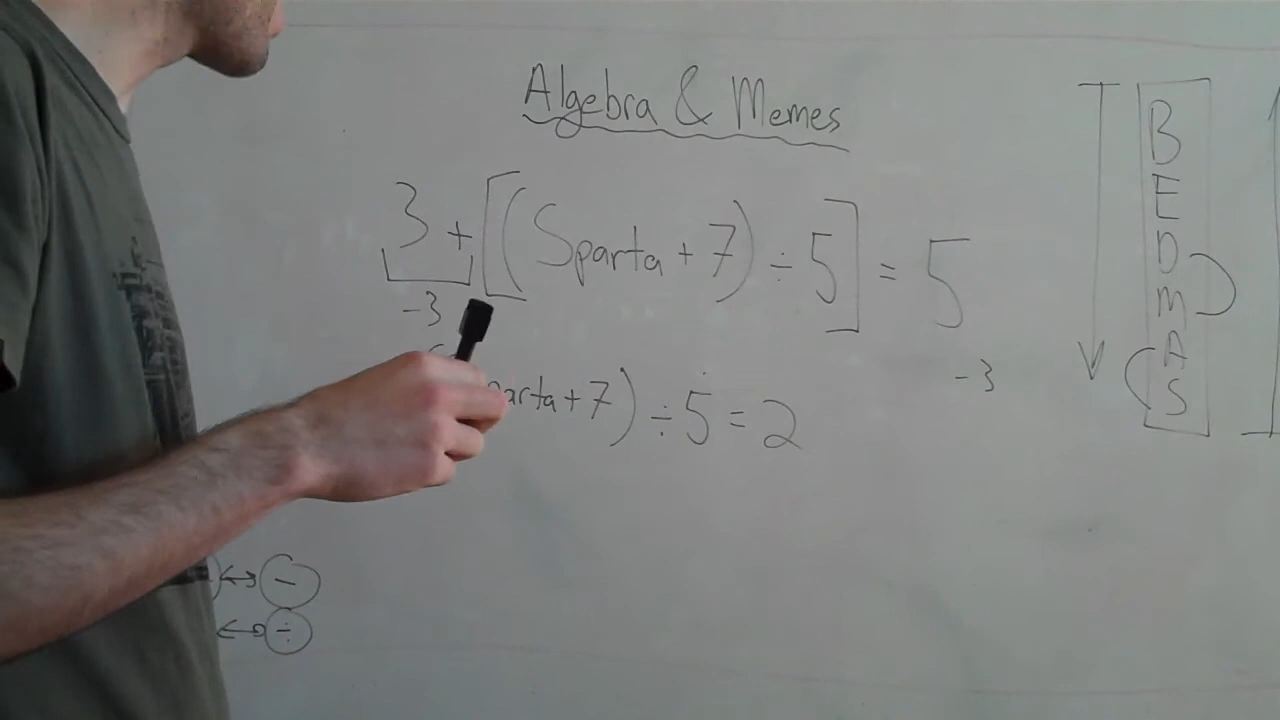 Algebra & Memes
3 + [(Sparta + 7) ÷ 5] = 5
-3
-3
arta + 7) ÷ 5 = 2
B
E
D
M
A
S
↔ -
↔ ÷